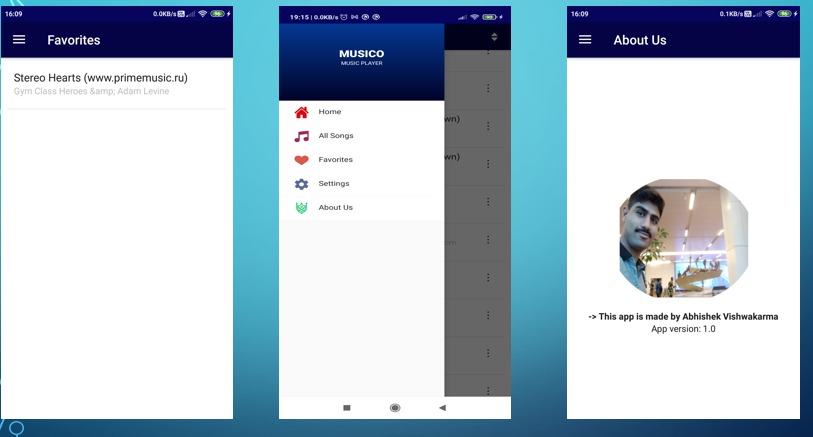 16:09
0.0KB/s
96
Favorites
Stereo Hearts (www.primemusic.ru)
Gym Class Heroes &amp; Adam Levine
19:15 | 0.0KB/s
MUSICO
MUSIC PLAYER
Home
All Songs
Favorites
Settings
About Us
wn)
wn)
om
16:09
0.1KB/s
96
About Us
-> This app is made by Abhishek Vishwakarma
App version: 1.0